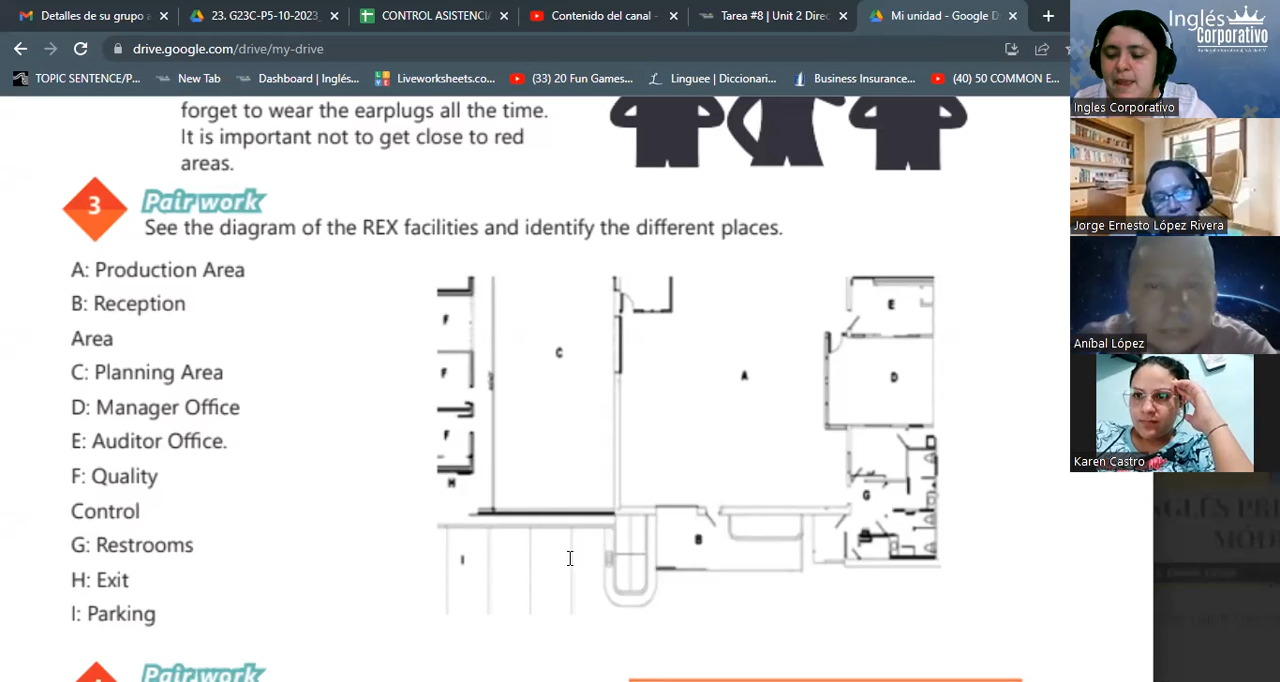 Detalles de su grupo a
23. G23C-P5-10-2023_
CONTROL ASISTENCIA
Contenido del canal -
Tarea #8 | Unit 2 Direc
Mi unidad - Google D
drive.google.com/drive/my-drive
TOPIC SENTENCE/P...
New Tab
Dashboard | Inglés...
Liveworksheets.co...
(33) 20 Fun Games...
Linguee | Diccionari...
Business Insurance...
(40) 50 COMMON E...
Inglés
Corporativo
Ingles Corporativo
Jorge Ernesto López Rivera
Aníbal López
Karen Castro
forget to wear the earplugs all the time.
It is important not to get close to red
areas.
3
Pair work
See the diagram of the REX facilities and identify the different places.
A: Production Area
B: Reception
Area
C: Planning Area
D: Manager Office
E: Auditor Office.
F: Quality
Control
G: Restrooms
H: Exit
I: Parking
F
F
F
H
C
A
E
D
G
B
I
Pair work